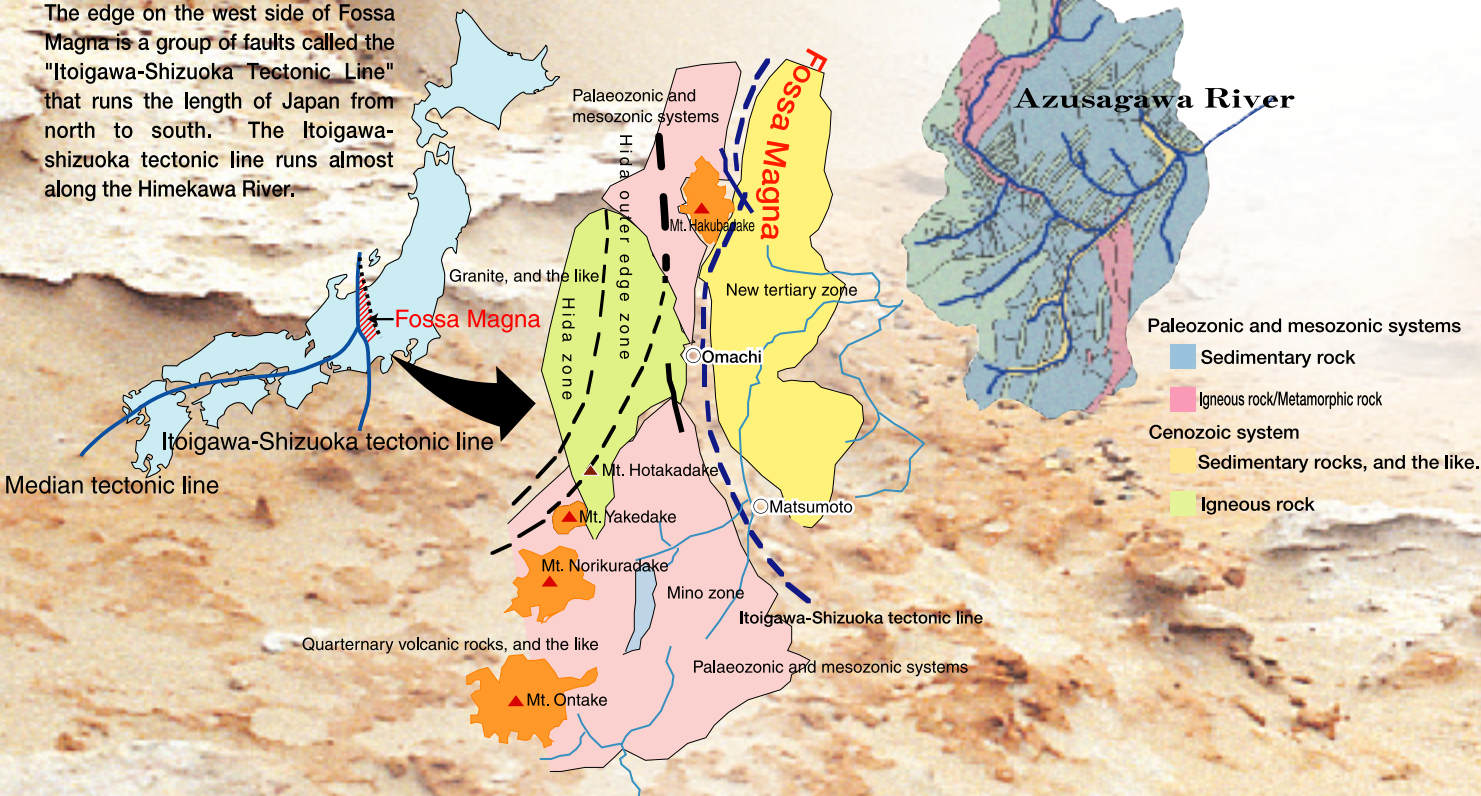 The edge on the west side of Fossa
Magna is a group of faults called the
"Itoigawa-Shizuoka Tectonic Line"
that runs the length of Japan from
north to south. The Itoigawa-
shizuoka tectonic line runs almost
along the Himekawa River.
Fossa Magna
Itoigawa-Shizuoka tectonic line
Median tectonic line
Palaeozonic and
mesozonic systems
Hida outer edge zone
Hida zone
Granite, and the like
Fossa Magna
Mt. Hakubadake
New tertiary zone
Omachi
Mt. Hotakadake
Matsumoto
Mt. Yakedake
Mt. Norikuradake
Mino zone
Itoigawa-Shizuoka tectonic line
Quarternary volcanic rocks, and the like
Palaeozonic and mesozonic systems
Mt. Ontake
Azusagawa River
Paleozonic and mesozonic systems
Sedimentary rock
Igneous rock/Metamorphic rock
Cenozoic system
Sedimentary rocks, and the like.
Igneous rock